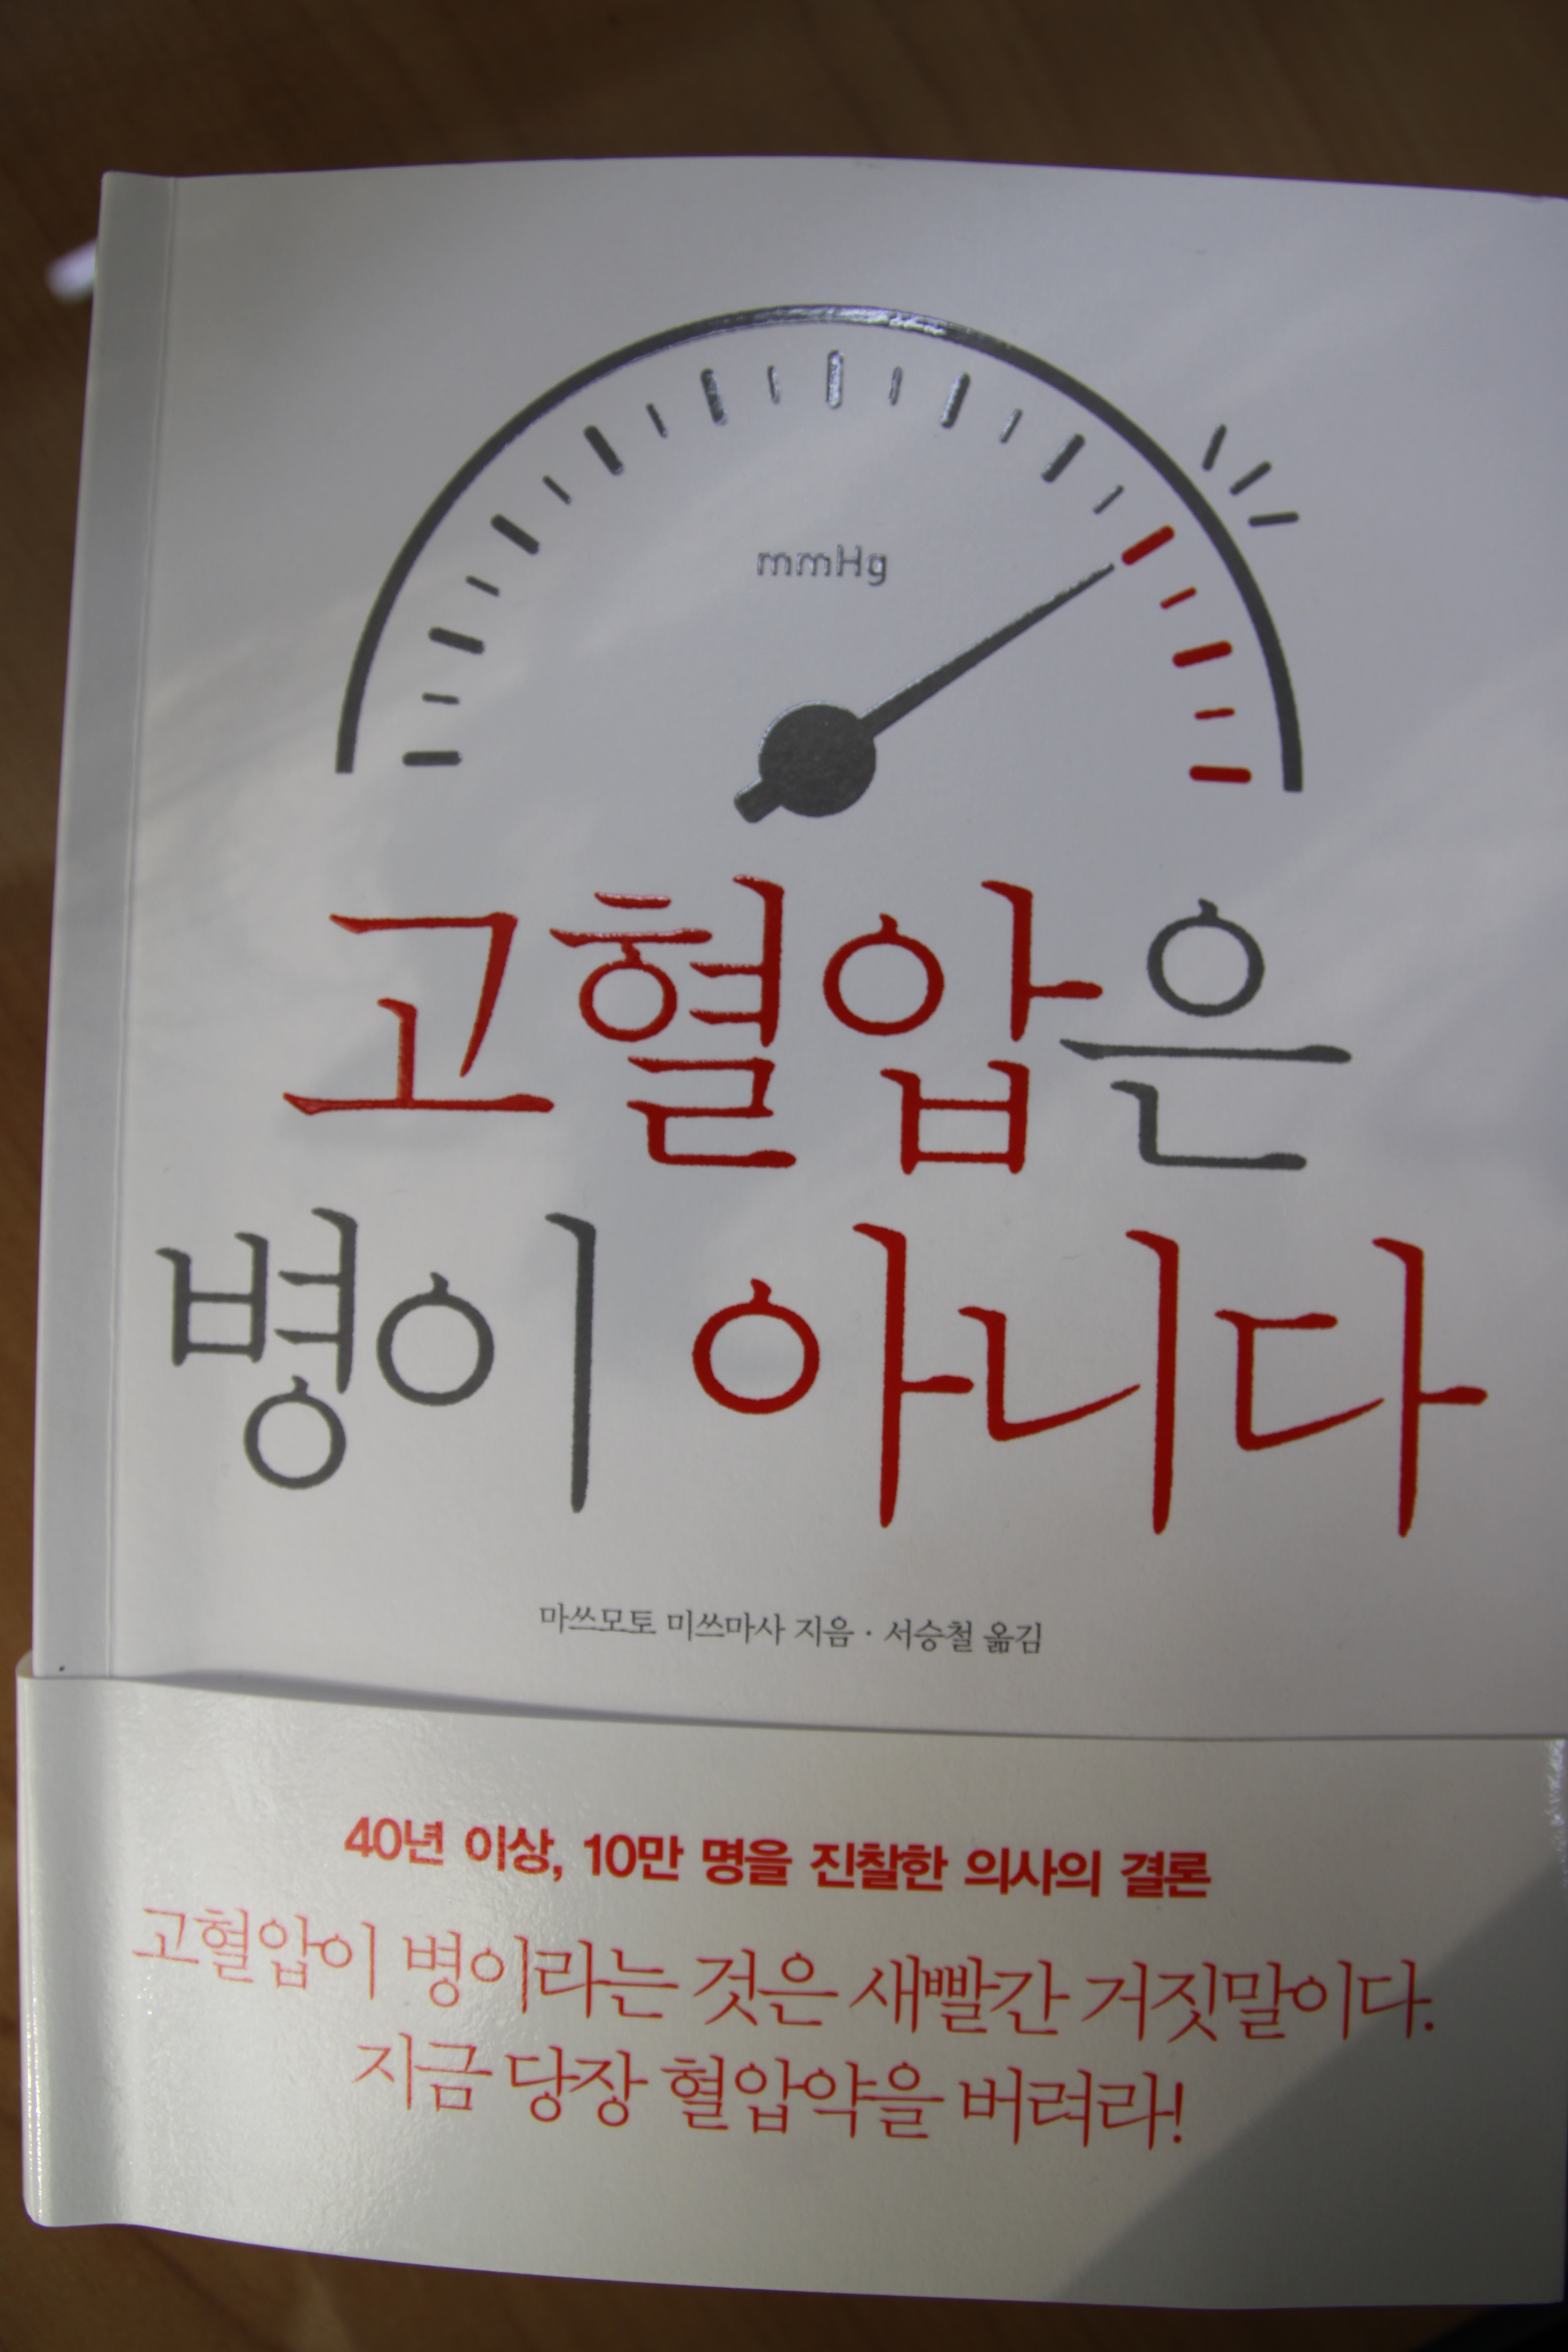 mmHg
고혈압은
병이 아니다
마쓰모토 미쓰마사 지음 · 서승철 옮김
40년 이상, 10만 명을 진찰한 의사의 결론
고혈압이 병이라는 것은 새빨간 거짓말이다.
지금 당장 혈압약을 버려라!